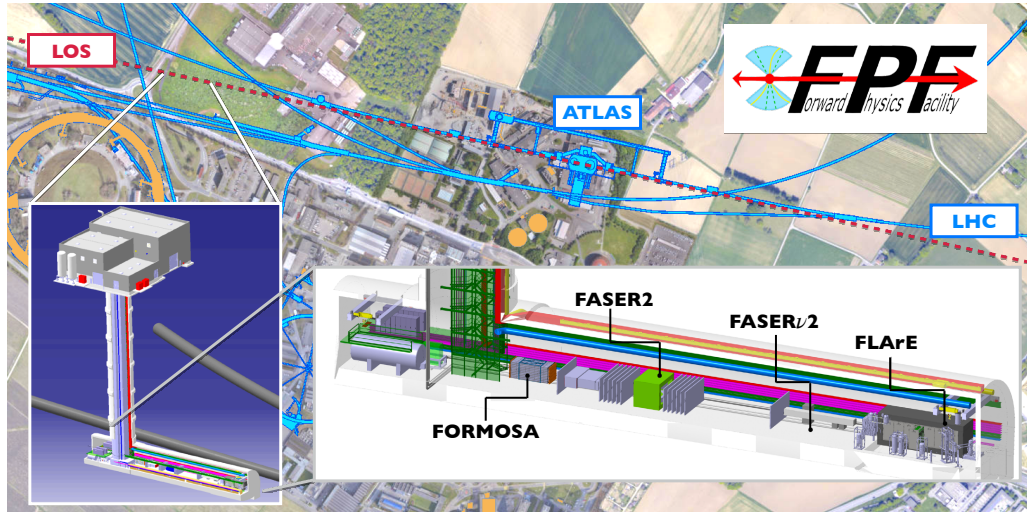 LOS
FPF
Forward Physics Facility
ATLAS
LHC
FASER2
FASERν2
FLArE
FORMOSA